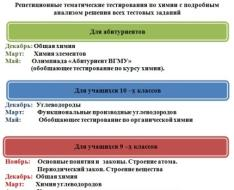 Репетиционные тематические тестирования по химии с подробным
анализом решения всех тестовых заданий
Для абитуриентов
Декабрь: Общая химия
Март: Химия элементов
Май: Олимпиада «Абитуриент ВГМУ»
(обобщающее тестирование по курсу химии).
Для учащихся 10 –х классов
Декабрь: Углеводороды
Март: Функциональные производные углеводородов
Май: Обобщающее тестирование по органической химии
Для учащихся 9 –х классов
Ноябрь: Основные понятия и законы. Строение атома.
Периодический закон. Строение вещества
Декабрь: Общая химия
Март: Химия углеводородов